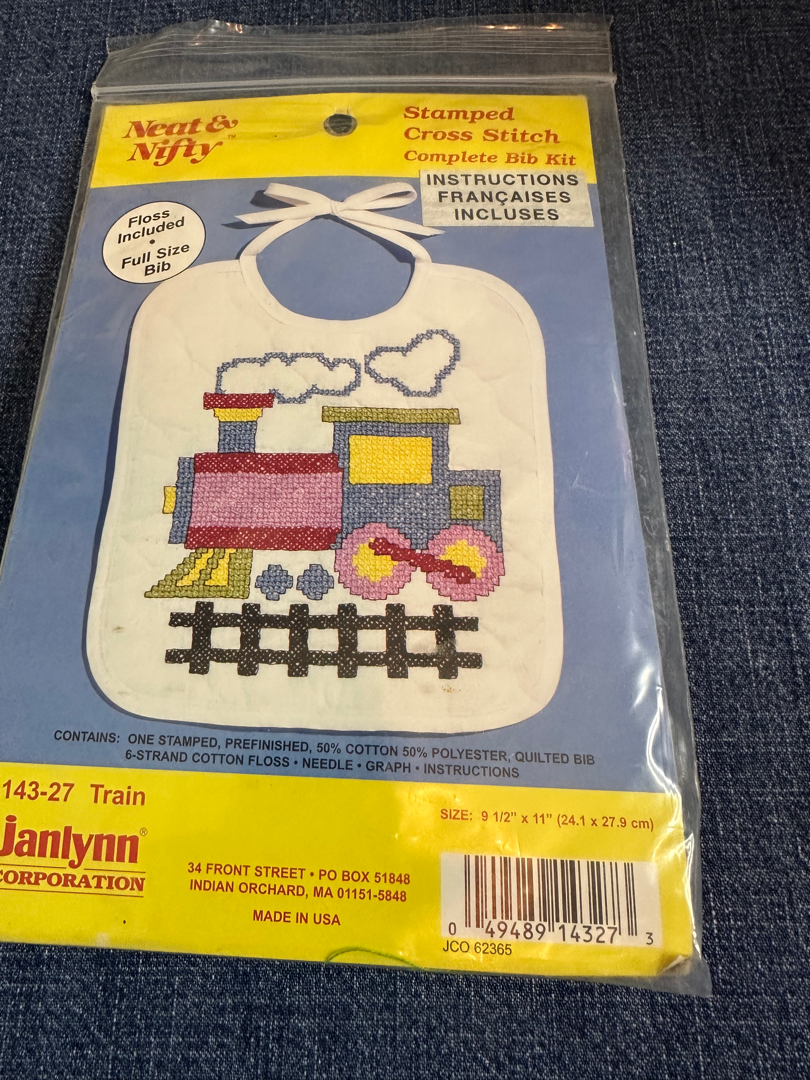 Neat &
Nifty™
Stamped
Cross Stitch
Complete Bib Kit
INSTRUCTIONS
FRANÇAISES
INCLUSES
Floss
Included
•
Full Size
Bib
CONTAINS: ONE STAMPED, PREFINISHED, 50% COTTON 50% POLYESTER, QUILTED BIB
6-STRAND COTTON FLOSS • NEEDLE • GRAPH • INSTRUCTIONS
143-27 Train
Janlynn®
CORPORATION
34 FRONT STREET • PO BOX 51848
INDIAN ORCHARD, MA 01151-5848
MADE IN USA
SIZE: 9 1/2" x 11" (24.1 x 27.9 cm)
0 49489 14327 3
JCO 62365